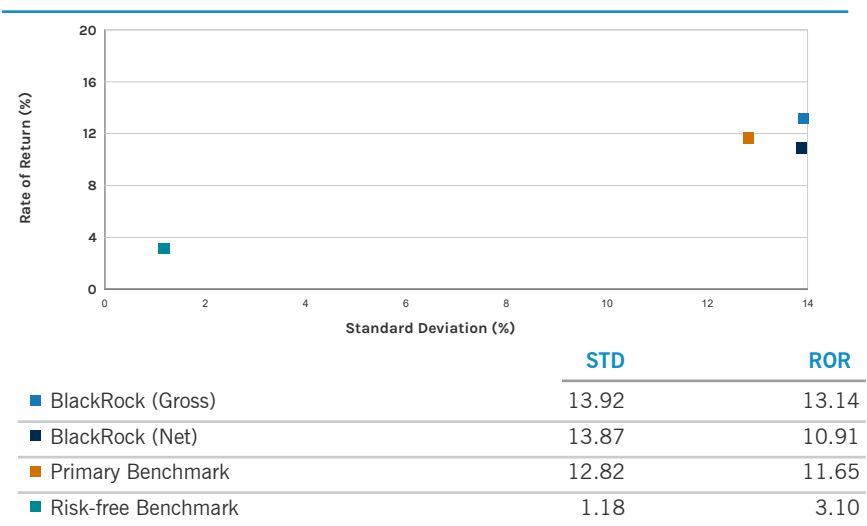 20
16
12
8
4
0
Rate of Return (%)
0 2 4 6 8 10 12 14
Standard Deviation (%)
STD ROR
BlackRock (Gross) 13.92 13.14
BlackRock (Net) 13.87 10.91
Primary Benchmark 12.82 11.65
Risk-free Benchmark 1.18 3.10